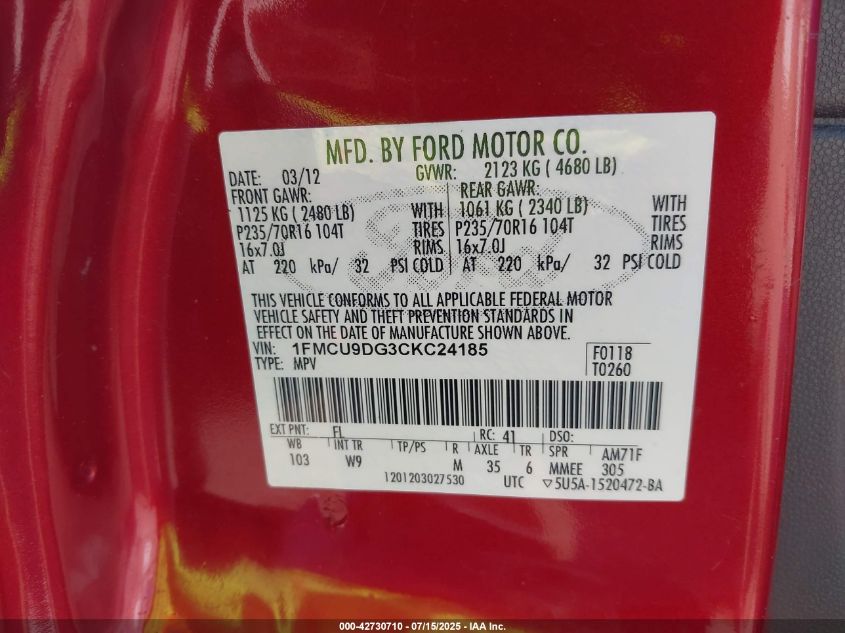 MFD. BY FORD MOTOR CO.
DATE: 03/12 GVWR: 2123 KG ( 4680 LB)
FRONT GAWR: REAR GAWR:
1125 KG ( 2480 LB) WITH 1061 KG ( 2340 LB) WITH
P235/70R16 104T TIRES P235/70R16 104T TIRES
16x7.0J RIMS 16x7.0J RIMS
AT 220 kPa/ 32 PSI COLD AT 220 kPa/ 32 PSI COLD
THIS VEHICLE CONFORMS TO ALL APPLICABLE FEDERAL MOTOR
VEHICLE SAFETY AND THEFT PREVENTION STANDARDS IN
EFFECT ON THE DATE OF MANUFACTURE SHOWN ABOVE.
VIN: 1FMCU9DG3CKC24185 F0118
TYPE: MPV T0260
EXT PNT: FL RC: 41 DSO:
WB INT TR TP/PS R AXLE TR SPR AM71F
103 W9 M 35 6 MMEE 305
1201203027530 UTC ▽5U5A-1520472-BA
000-42730710 - 07/15/2025 - IAA Inc.